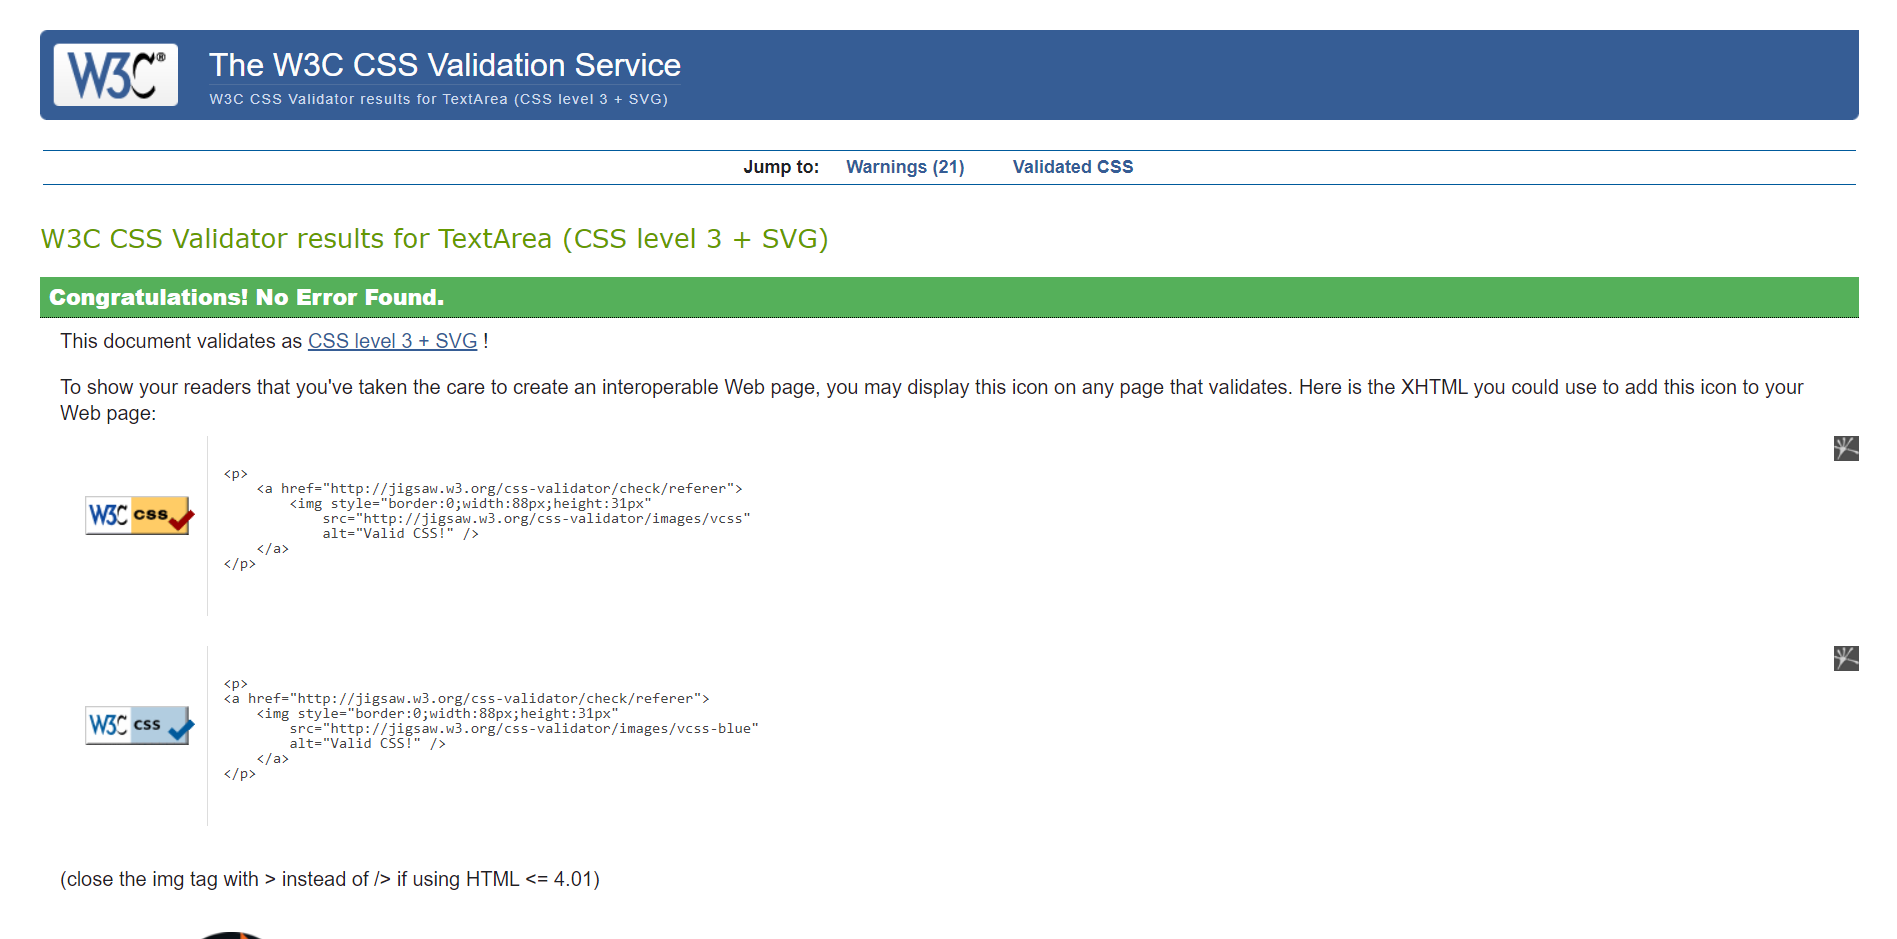 W3C®
The W3C CSS Validation Service
W3C CSS Validator results for TextArea (CSS level 3 + SVG)
Jump to: Warnings (21) Validated CSS
W3C CSS Validator results for TextArea (CSS level 3 + SVG)
Congratulations! No Error Found.
This document validates as CSS level 3 + SVG !
To show your readers that you've taken the care to create an interoperable Web page, you may display this icon on any page that validates. Here is the XHTML you could use to add this icon to your
Web page:
W3C css
<p>
    <a href="http://jigsaw.w3.org/css-validator/check/referer">
        <img style="border:0;width:88px;height:31px"
            src="http://jigsaw.w3.org/css-validator/images/vcss"
            alt="Valid CSS!" />
    </a>
</p>
W3C css
<p>
<a href="http://jigsaw.w3.org/css-validator/check/referer">
    <img style="border:0;width:88px;height:31px"
        src="http://jigsaw.w3.org/css-validator/images/vcss-blue"
        alt="Valid CSS!" />
    </a>
</p>
(close the img tag with > instead of /> if using HTML <= 4.01)